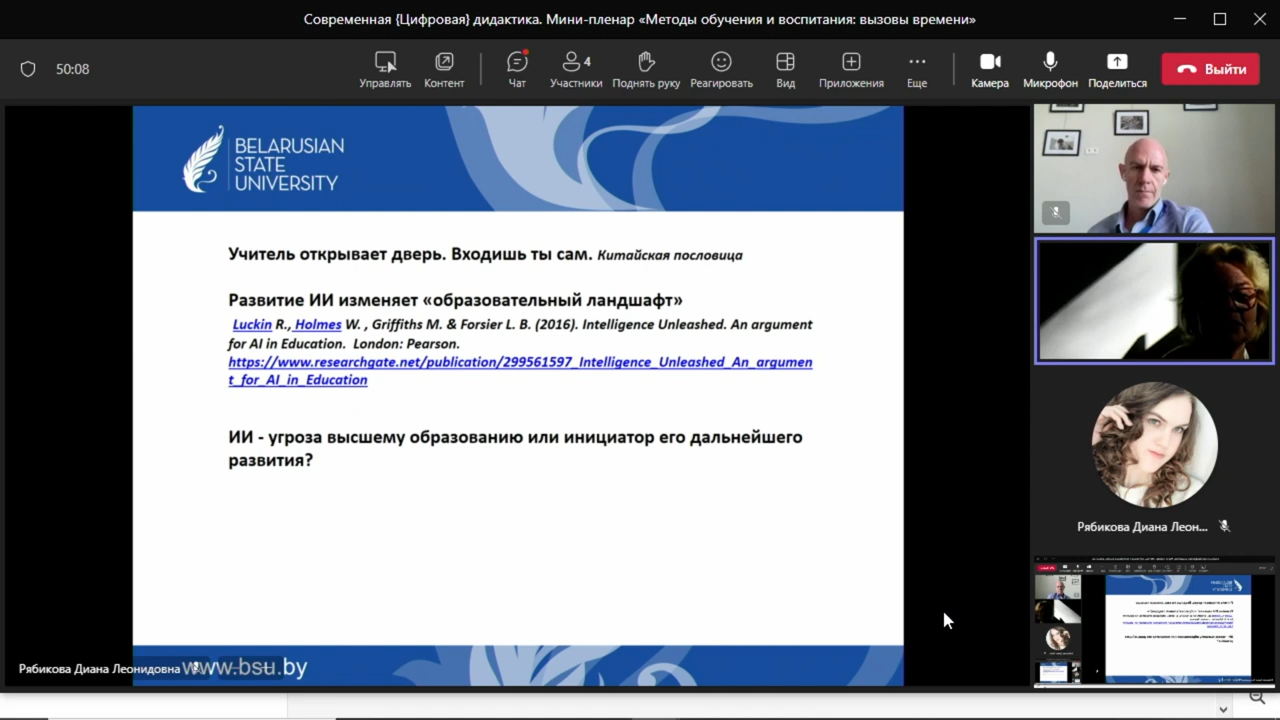 Современная {Цифровая} дидактика. Мини-пленар «Методы обучения и воспитания: вызовы времени»
50:08
Управлять
Контент
Чат
4
Участники
Поднять руку
Реагировать
Вид
Приложения
Еще
Камера
Микрофон
Поделиться
Выйти
BELARUSIAN
STATE
UNIVERSITY
Учитель открывает дверь. Входишь ты сам. Китайская пословица
Развитие ИИ изменяет «образовательный ландшафт»
Luckin R., Holmes W. , Griffiths M. & Forsier L. B. (2016). Intelligence Unleashed. An argument
for AI in Education. London: Pearson.
https://www.researchgate.net/publication/299561597_Intelligence_Unleashed_An_argumen
t_for_AI_in_Education
ИИ - угроза высшему образованию или инициатор его дальнейшего
развития?
Рябикова Диана Леон...
Рябикова Диана Леонидовна
www.bsu.by